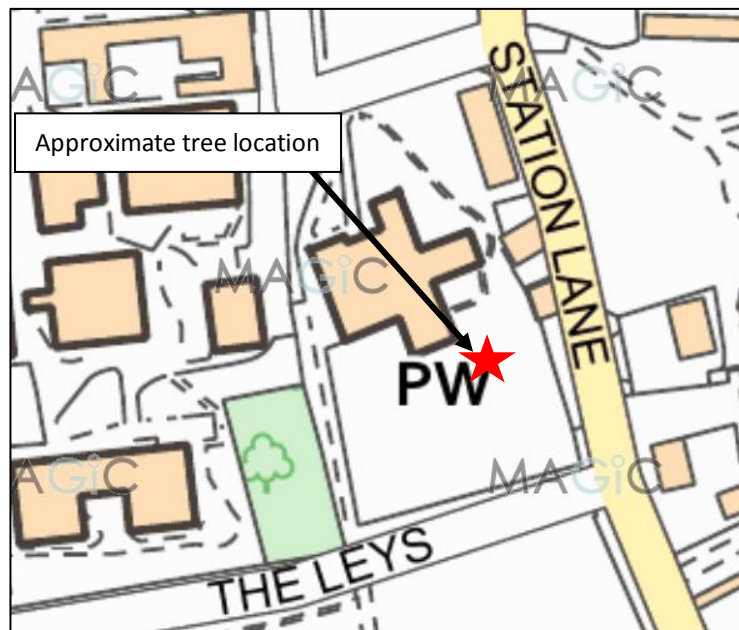 MAGiC
MAGiC
Approximate tree location
STATION LANE
MAGiC
PW
MAGiC
MAGiC
THE LEYS